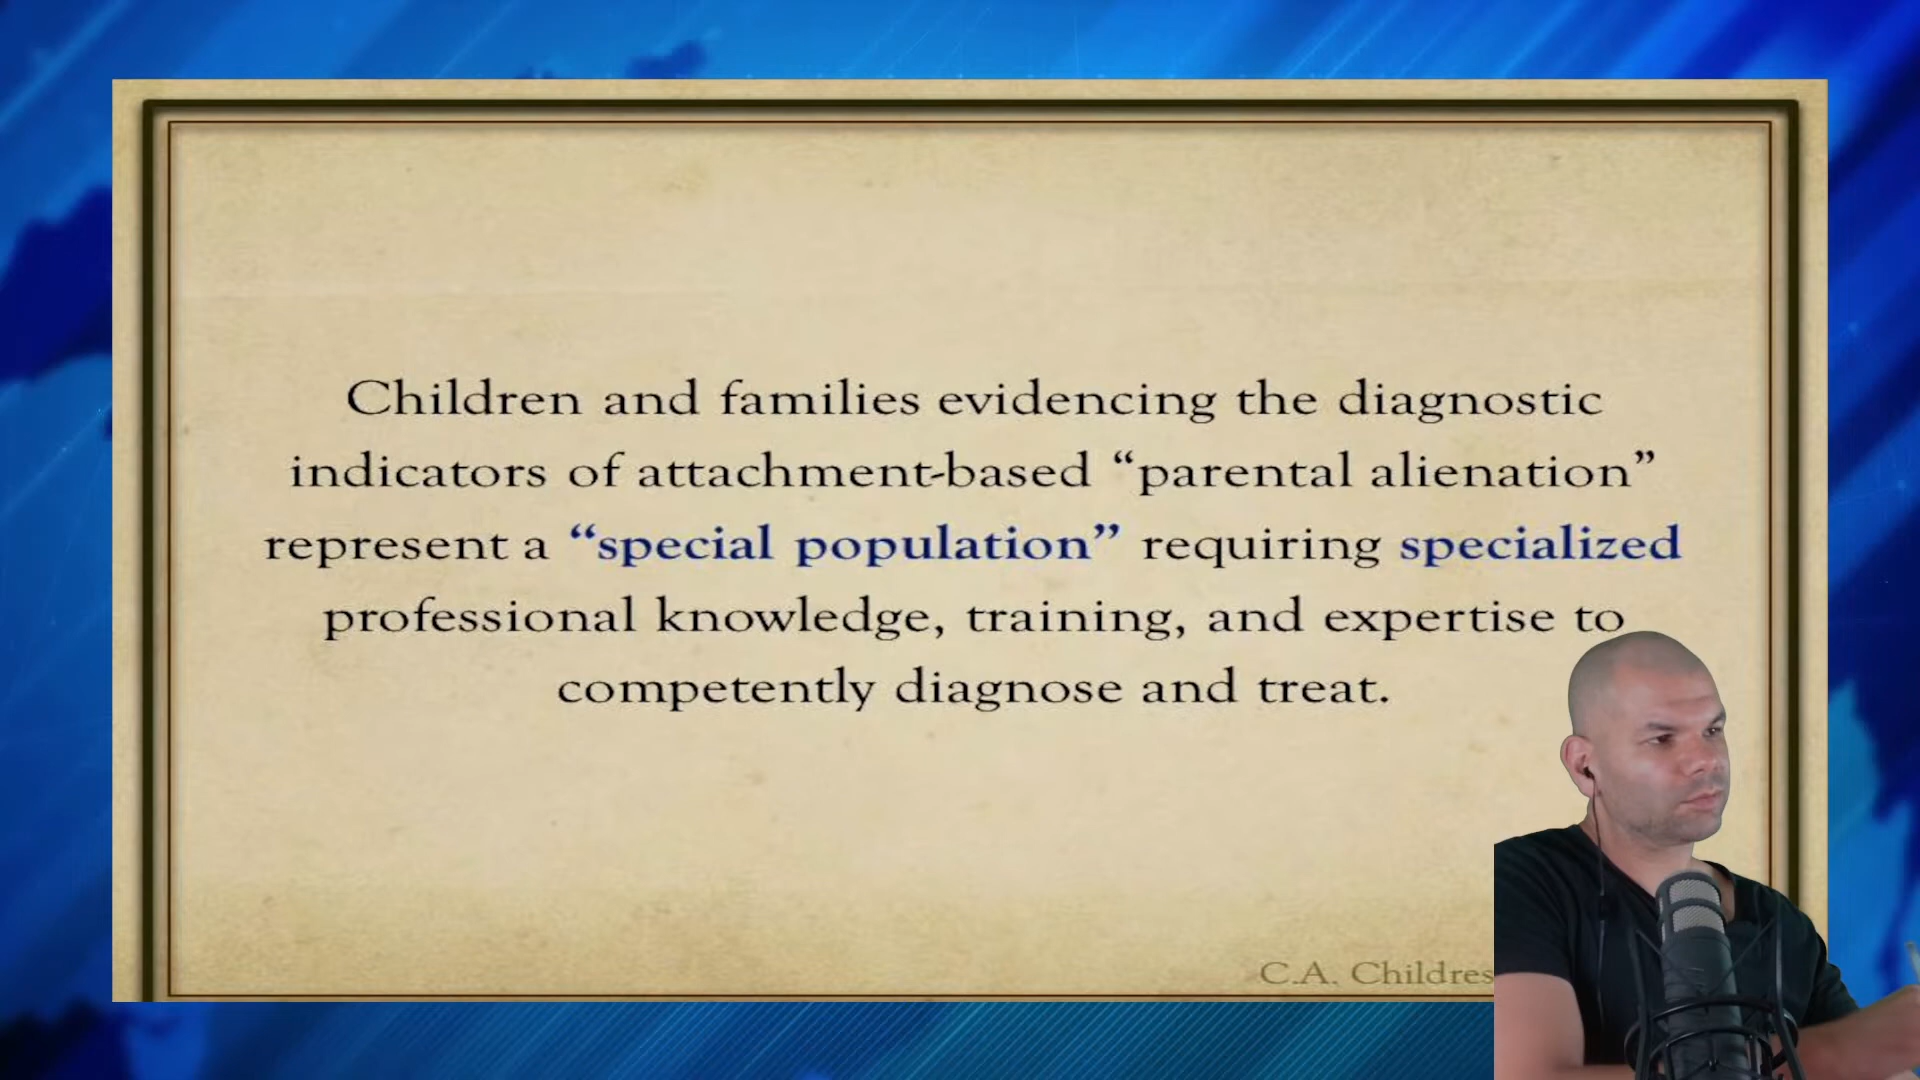 Children and families evidencing the diagnostic
indicators of attachment-based “parental alienation”
represent a “special population” requiring specialized
professional knowledge, training, and expertise to
competently diagnose and treat.
C.A. Childres